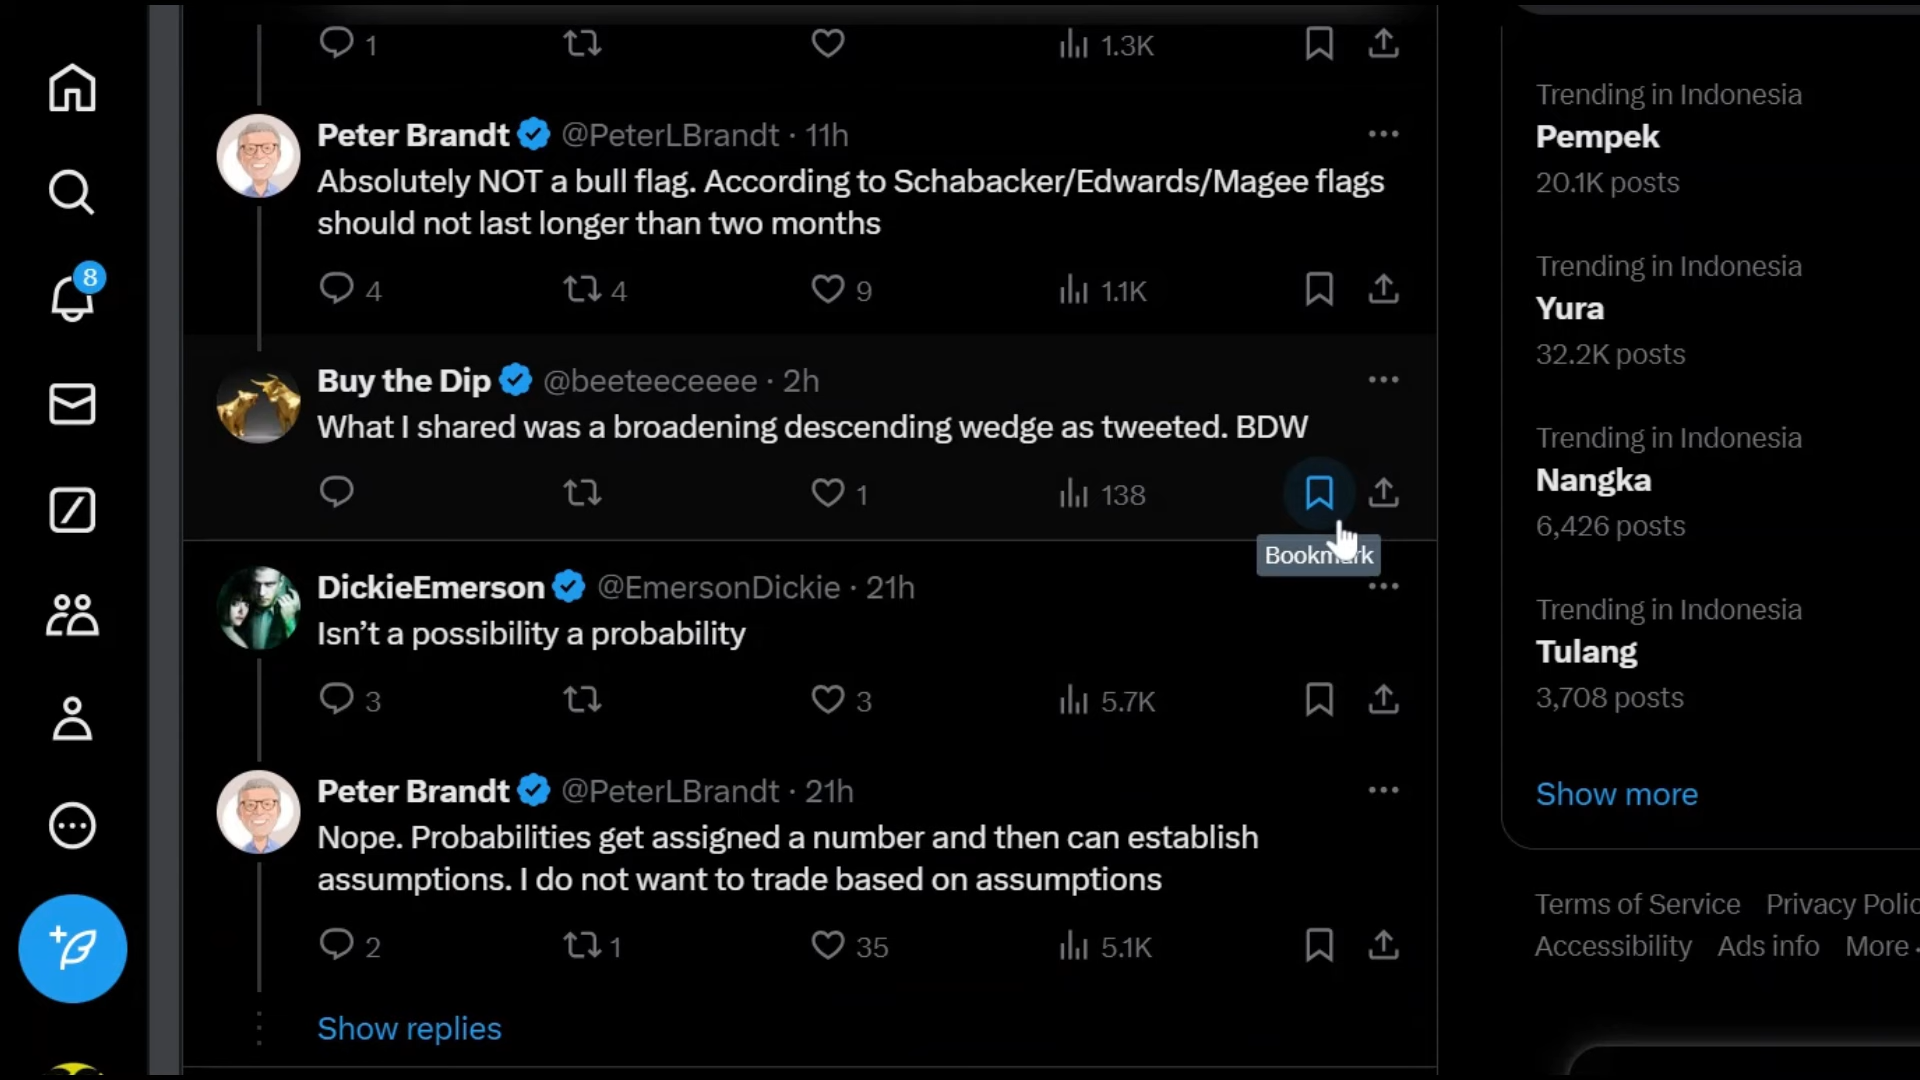 1 1.3K
Peter Brandt @PeterLBrandt · 11h
Absolutely NOT a bull flag. According to Schabacker/Edwards/Magee flags
should not last longer than two months
4 4 9 1.1K
Buy the Dip @beeteeceeee · 2h
What I shared was a broadening descending wedge as tweeted. BDW
1 138
Bookmark
DickieEmerson @EmersonDickie · 21h
Isn't a possibility a probability
3 3 5.7K
Peter Brandt @PeterLBrandt · 21h
Nope. Probabilities get assigned a number and then can establish
assumptions. I do not want to trade based on assumptions
2 1 35 5.1K
Show replies
8
Trending in Indonesia
Pempek
20.1K posts
Trending in Indonesia
Yura
32.2K posts
Trending in Indonesia
Nangka
6,426 posts
Trending in Indonesia
Tulang
3,708 posts
Show more
Terms of Service Privacy Polic
Accessibility Ads info More